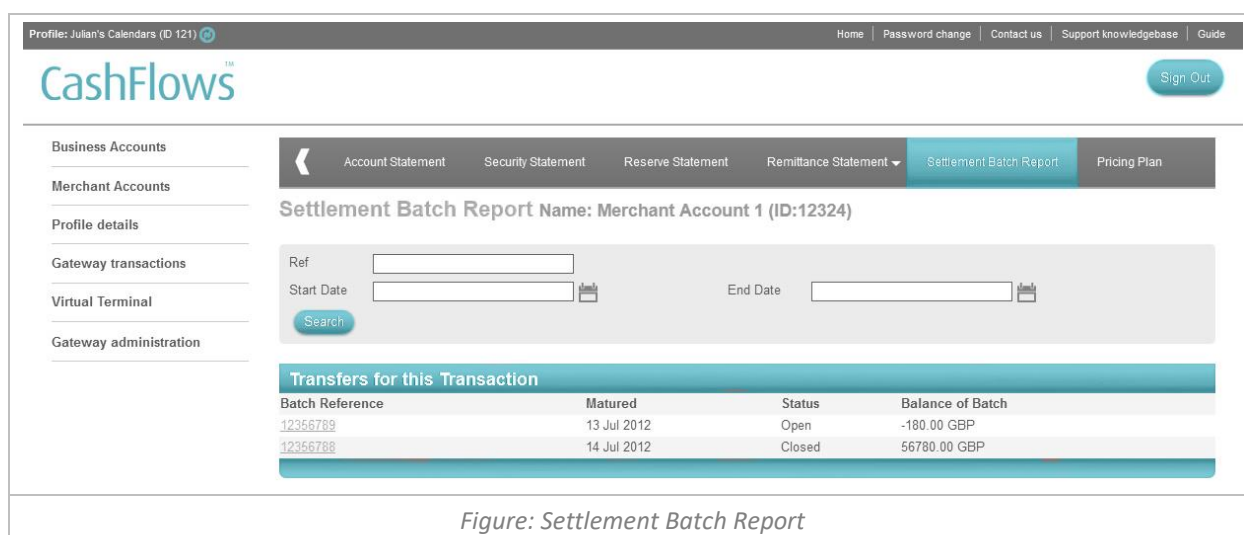 Profile: Julian's Calendars (ID 121) Home | Password change | Contact us | Support knowledgebase | Guide
CashFlows™
Sign Out
Business Accounts
Merchant Accounts
Profile details
Gateway transactions
Virtual Terminal
Gateway administration
Account Statement Security Statement Reserve Statement Remittance Statement Settlement Batch Report Pricing Plan
Settlement Batch Report Name: Merchant Account 1 (ID:12324)
Ref
Start Date End Date
Search
Transfers for this Transaction
Batch Reference Matured Status Balance of Batch
12356789 13 Jul 2012 Open -180.00 GBP
12356788 14 Jul 2012 Closed 56780.00 GBP
Figure: Settlement Batch Report